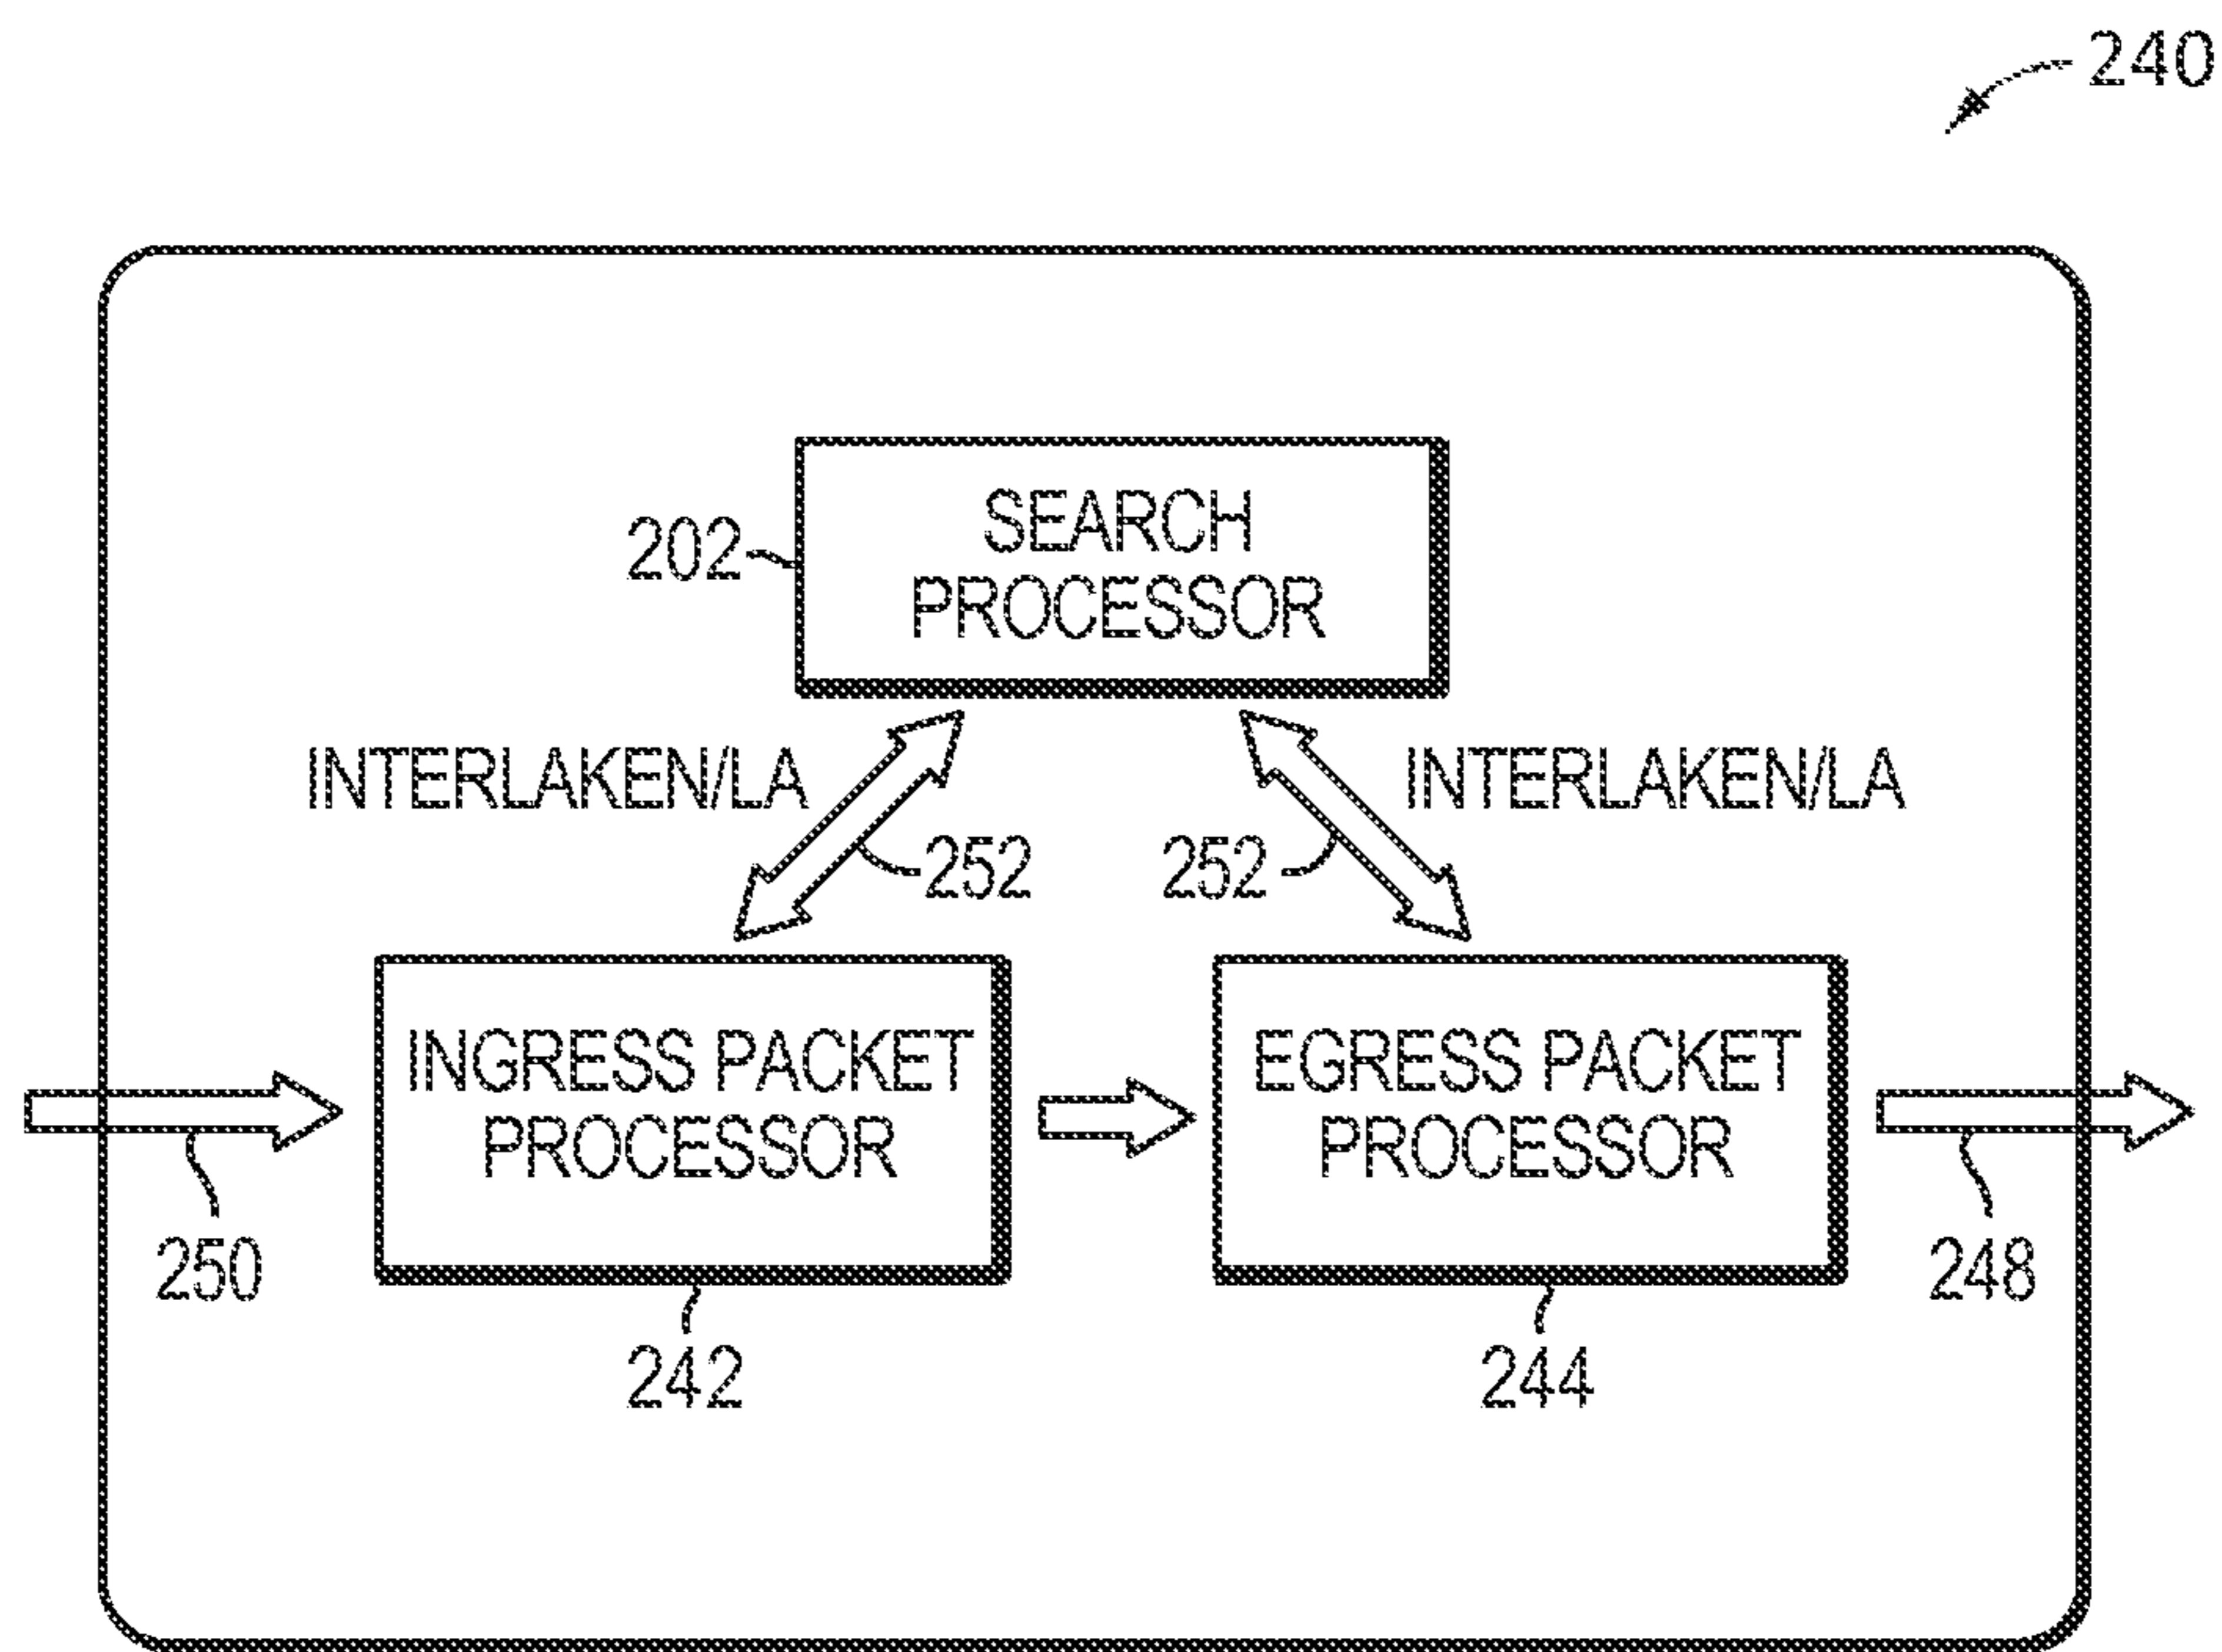 240
SEARCH
PROCESSOR
202
INTERLAKEN/LA
INTERLAKEN/LA
252
252
INGRESS PACKET
PROCESSOR
EGRESS PACKET
PROCESSOR
250
248
242
244